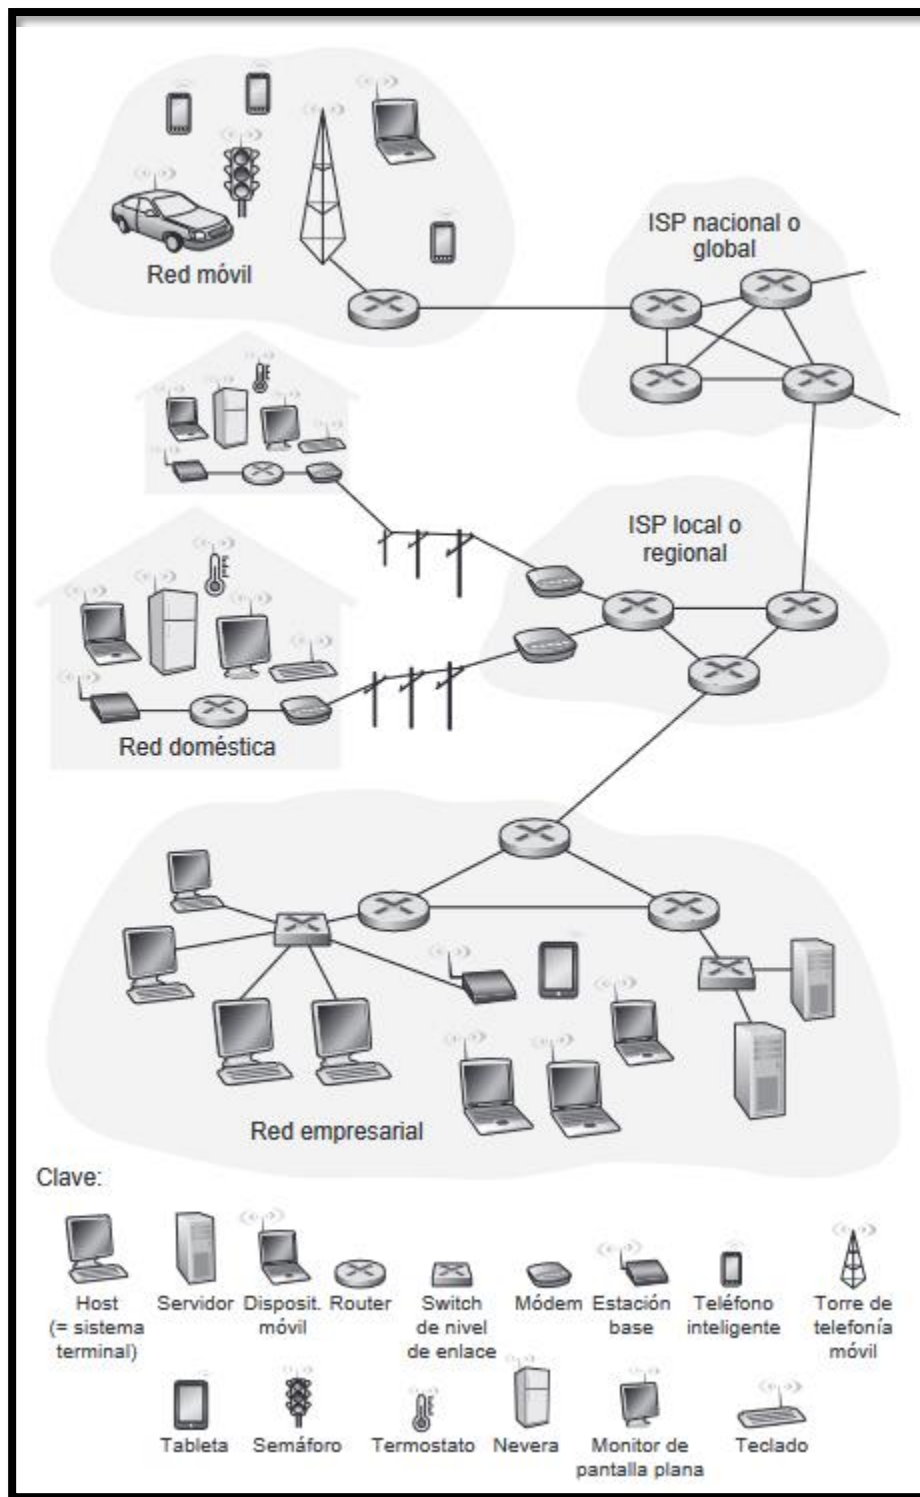 Red móvil
ISP nacional o
global
ISP local o
regional
Red doméstica
Red empresarial
Clave:
Host
(= sistema
terminal)
Servidor
Disposit.
móvil
Router
Switch
de nivel
de enlace
Módem
Estación
base
Teléfono
inteligente
Torre de
telefonía
móvil
Tableta
Semáforo
Termostato
Nevera
Monitor de
pantalla plana
Teclado